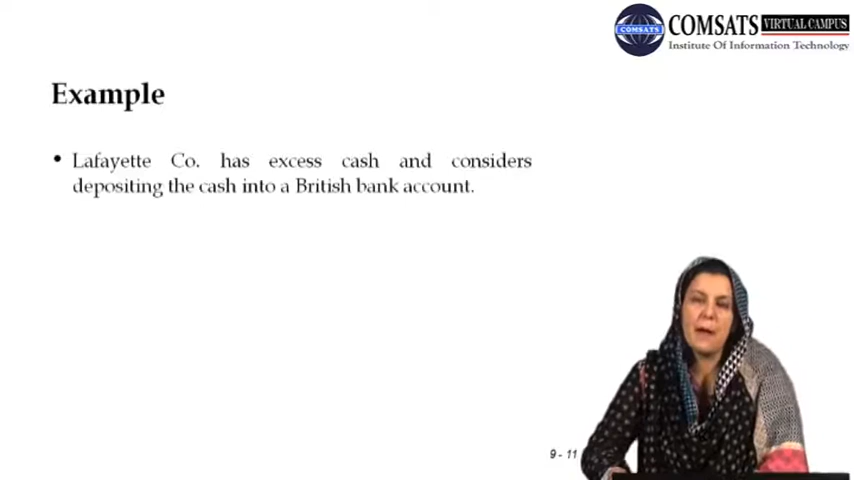 COMSATS VIRTUAL CAMPUS
COMSATS
Institute Of Information Technology
Example
• Lafayette Co. has excess cash and considers
depositing the cash into a British bank account.
9 - 11